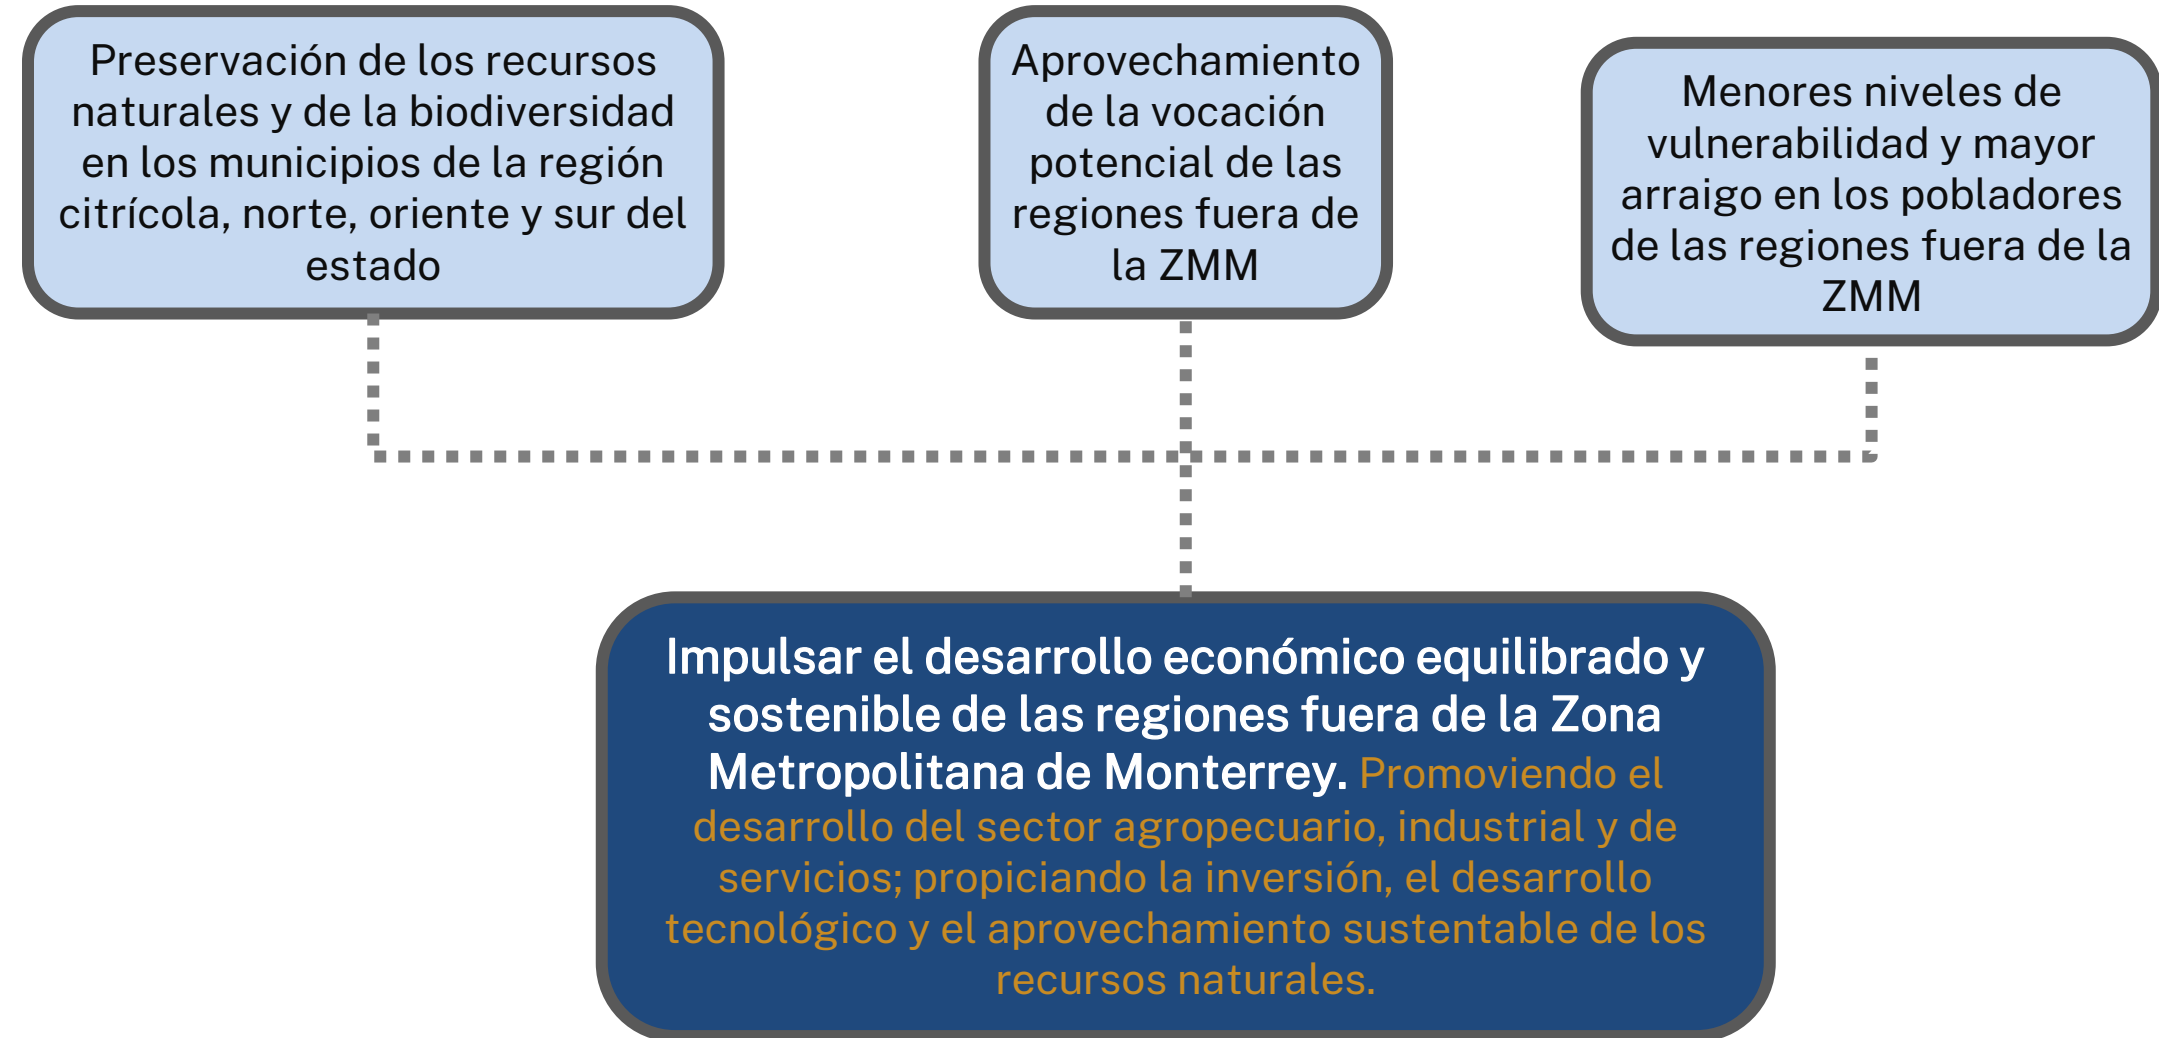 Preservación de los recursos
naturales y de la biodiversidad
en los municipios de la región
citrícola, norte, oriente y sur del
estado
Aprovechamiento
de la vocación
potencial de las
regiones fuera de
la ZMM
Menores niveles de
vulnerabilidad y mayor
arraigo en los pobladores
de las regiones fuera de la
ZMM
Impulsar el desarrollo económico equilibrado y
sostenible de las regiones fuera de la Zona
Metropolitana de Monterrey. Promoviendo el
desarrollo del sector agropecuario, industrial y de
servicios; propiciando la inversión, el desarrollo
tecnológico y el aprovechamiento sustentable de los
recursos naturales.